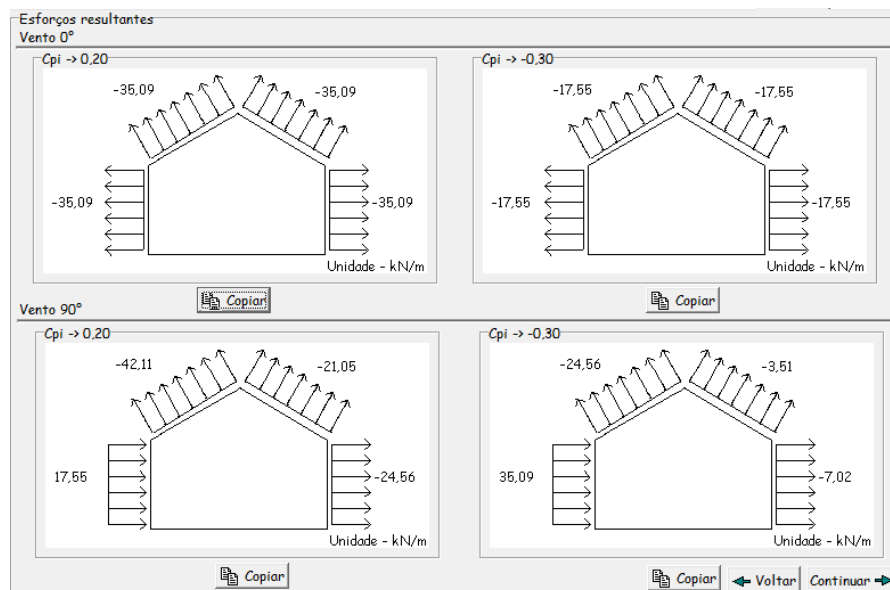 Esforços resultantes
Vento 0°
Cpi -> 0,20
-35,09
-35,09
-35,09
-35,09
Unidade - kN/m
Copiar
Cpi -> -0,30
-17,55
-17,55
-17,55
-17,55
Unidade - kN/m
Copiar
Vento 90°
Cpi -> 0,20
-42,11
-21,05
17,55
-24,56
Unidade - kN/m
Copiar
Cpi -> -0,30
-24,56
-3,51
35,09
-7,02
Unidade - kN/m
Copiar
Voltar
Continuar